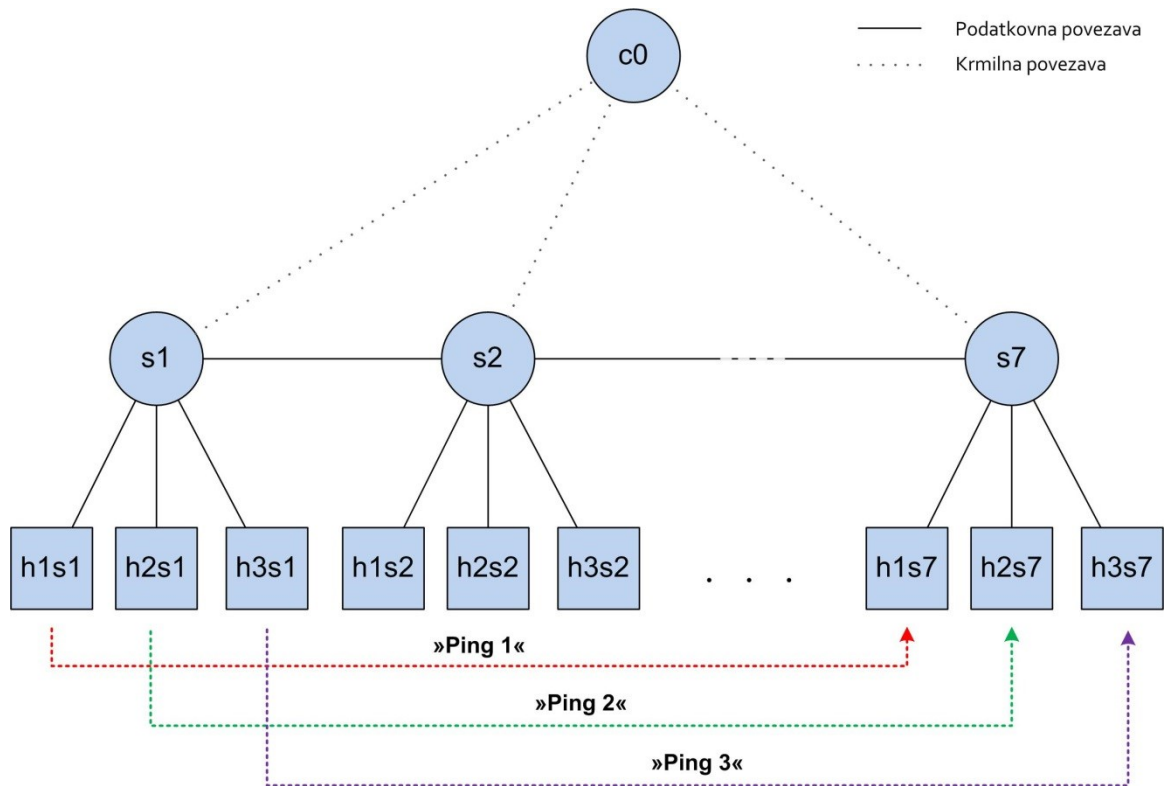 c0
Podatkovna povezava
Krmilna povezava
s1
s2
s7
h1s1
h2s1
h3s1
h1s2
h2s2
h3s2
. . .
h1s7
h2s7
h3s7
»Ping 1«
»Ping 2«
»Ping 3«